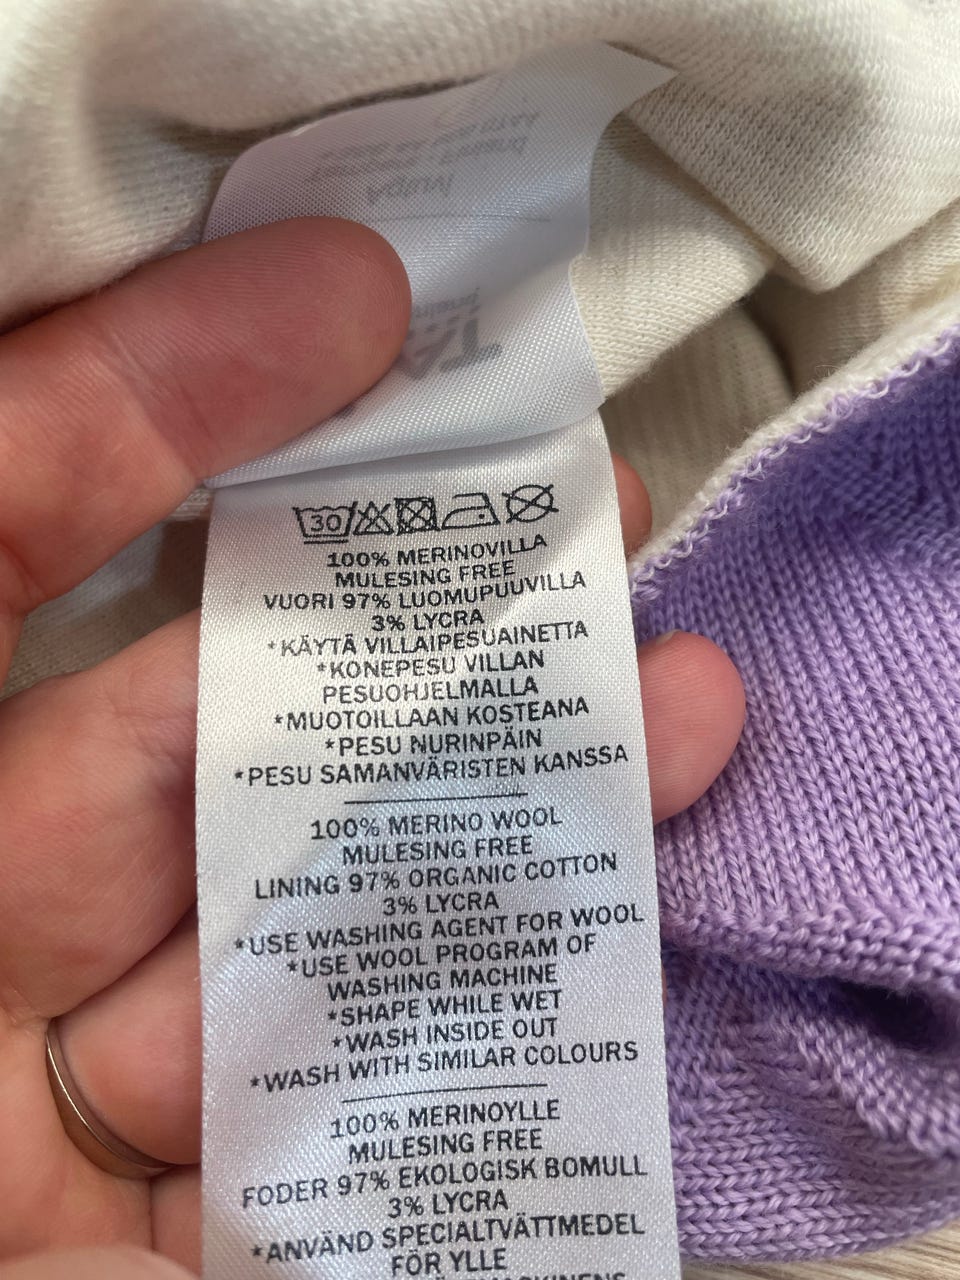 30
100% MERINOVILLA
MULESING FREE
VUORI 97% LUOMUPUUVILLA
3% LYCRA
*KÄYTÄ VILLAIPESUAINETTA
*KONEPESU VILLAN
PESUOHJELMALLA
*MUOTOILLAAN KOSTEANA
*PESU NURINPÄIN
*PESU SAMANVÄRISTEN KANSSA
100% MERINO WOOL
MULESING FREE
LINING 97% ORGANIC COTTON
3% LYCRA
*USE WASHING AGENT FOR WOOL
*USE WOOL PROGRAM OF
WASHING MACHINE
*SHAPE WHILE WET
*WASH INSIDE OUT
*WASH WITH SIMILAR COLOURS
100% MERINOYLLE
MULESING FREE
FODER 97% EKOLOGISK BOMULL
3% LYCRA
*ANVÄND SPECIALTVÄTTMEDEL
FÖR YLLE